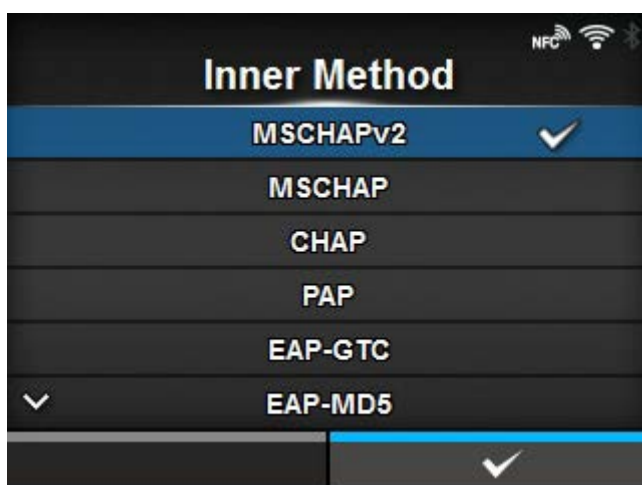 NFC
Inner Method
MSCHAPv2
MSCHAP
CHAP
PAP
EAP-GTC
EAP-MD5